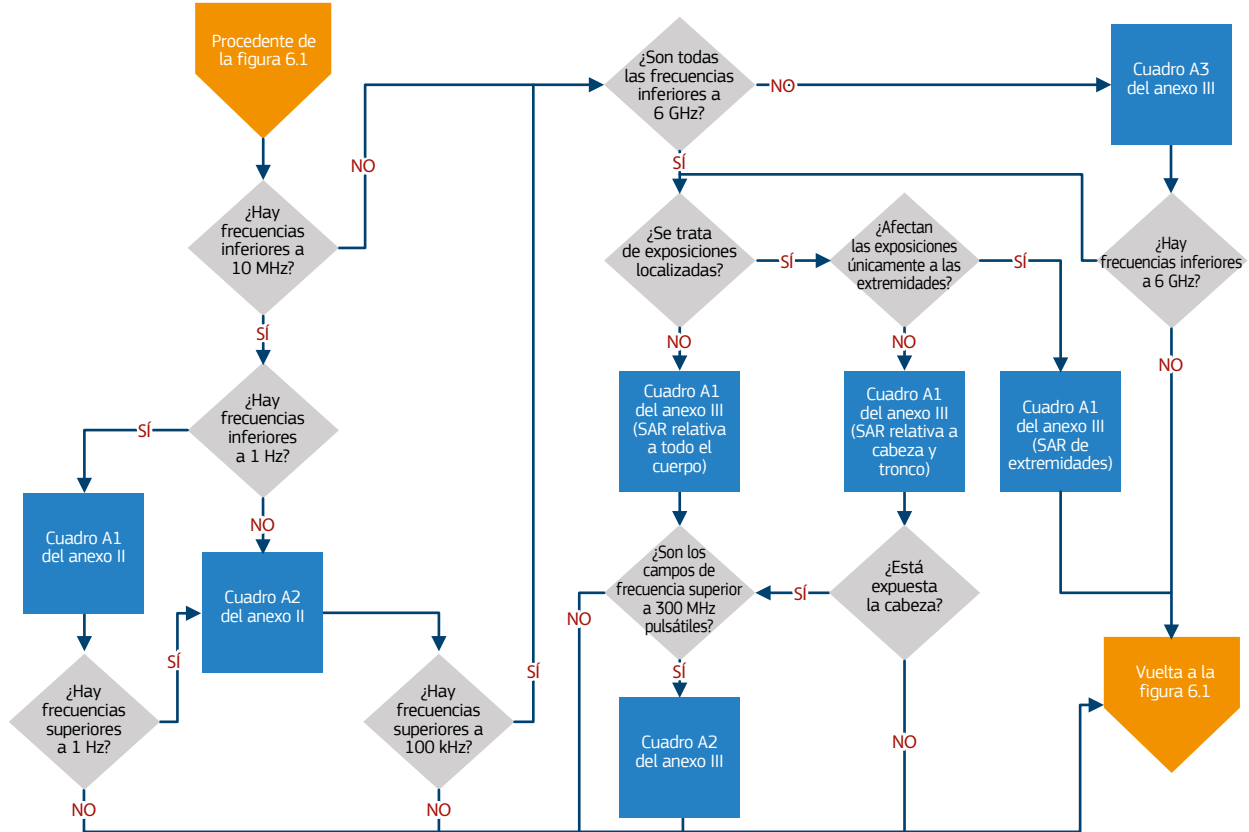 Procedente de
la figura 6.1
¿Son todas
las frecuencias
inferiores a
6 GHz?
NO
Cuadro A3
del anexo III
NO
SÍ
¿Hay
frecuencias
inferiores a
10 MHz?
¿Se trata
de exposiciones
localizadas?
SÍ
¿Afectan
las exposiciones
únicamente a las
extremidades?
SÍ
¿Hay
frecuencias inferiores
a 6 GHz?
SÍ
NO
NO
NO
¿Hay
frecuencias
inferiores
a 1 Hz?
SÍ
Cuadro A1
del anexo III
(SAR relativa
a todo el
cuerpo)
Cuadro A1
del anexo III
(SAR relativa a
cabeza y
tronco)
Cuadro A1
del anexo III
(SAR de
extremidades)
NO
Cuadro A1
del anexo II
Cuadro A2
del anexo II
¿Son los
campos de
frecuencia superior
a 300 MHz
pulsátiles?
SÍ
¿Está
expuesta
la cabeza?
NO
SÍ
SÍ
SÍ
¿Hay
frecuencias
superiores
a 1 Hz?
¿Hay
frecuencias
superiores a
100 kHz?
Vuelta a la
figura 6.1
Cuadro A2
del anexo III
NO
NO
NO